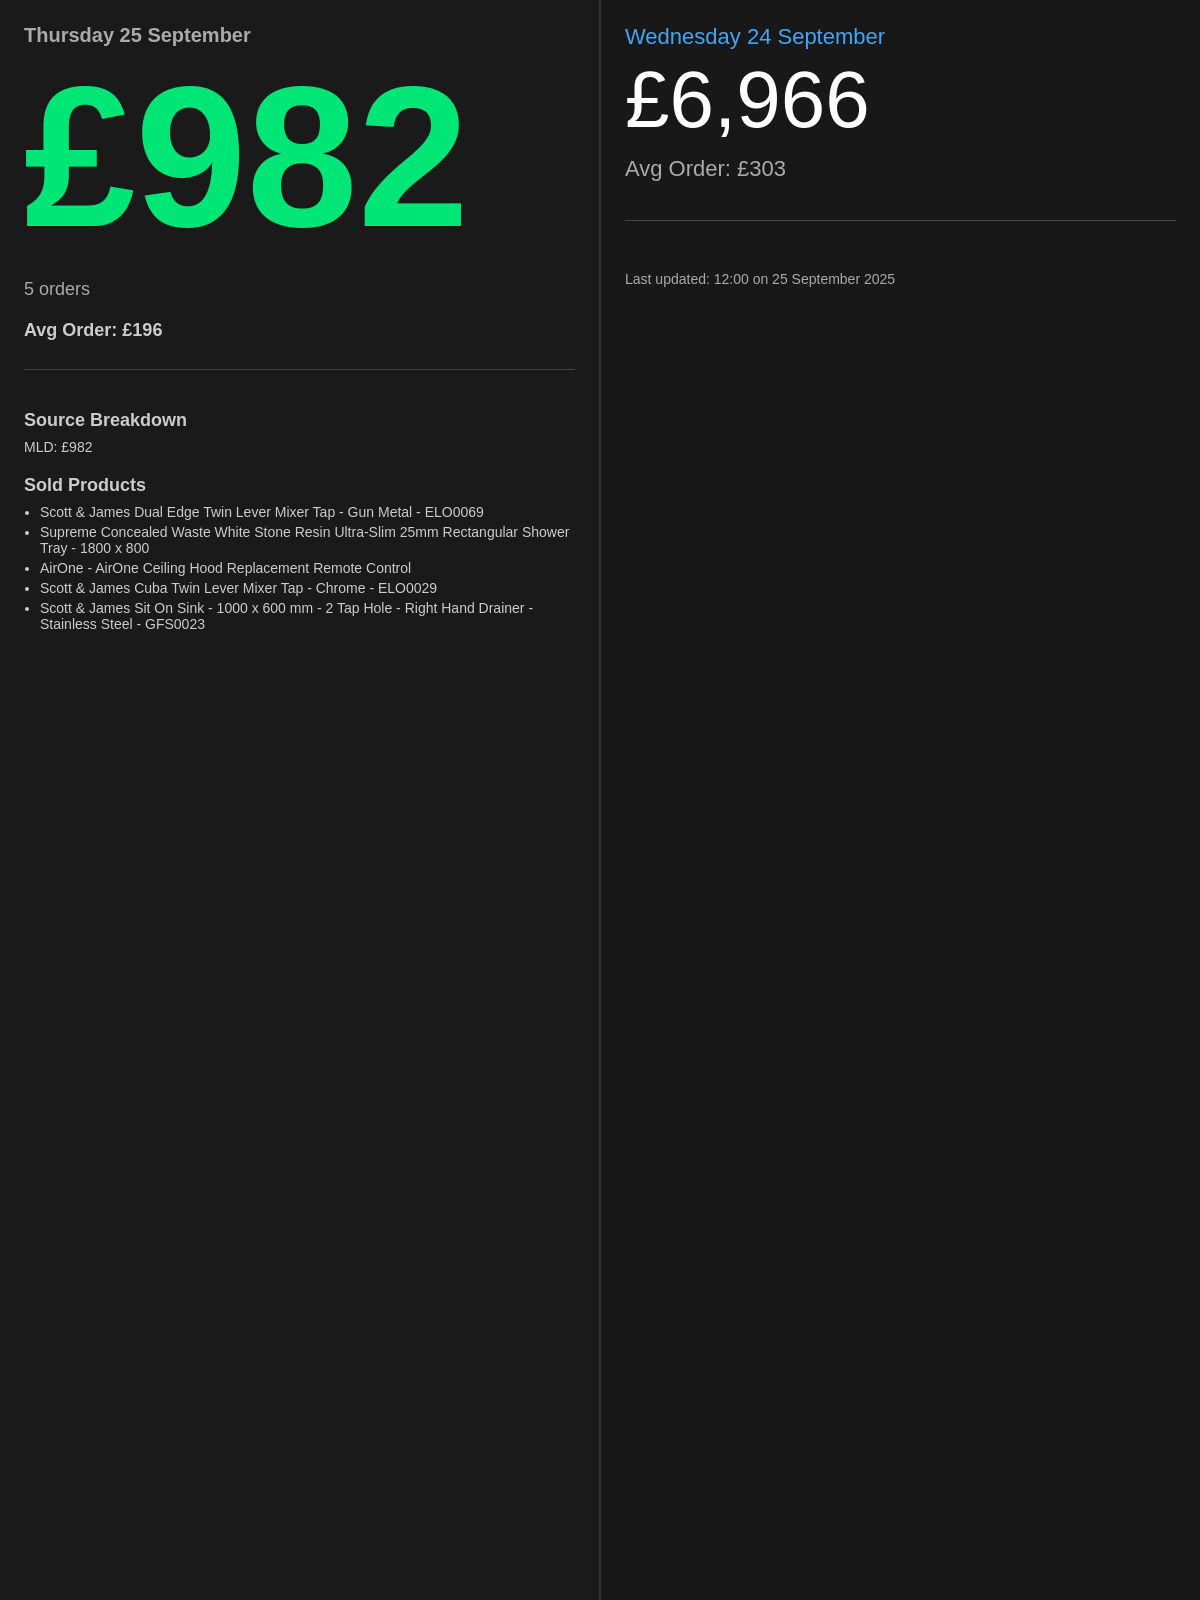 Thursday 25 September
£982
5 orders
Avg Order: £196
Source Breakdown
MLD: £982
Sold Products
• Scott & James Dual Edge Twin Lever Mixer Tap - Gun Metal - ELO0069
• Supreme Concealed Waste White Stone Resin Ultra-Slim 25mm Rectangular Shower
Tray - 1800 x 800
• AirOne - AirOne Ceiling Hood Replacement Remote Control
• Scott & James Cuba Twin Lever Mixer Tap - Chrome - ELO0029
• Scott & James Sit On Sink - 1000 x 600 mm - 2 Tap Hole - Right Hand Drainer -
Stainless Steel - GFS0023
Wednesday 24 September
£6,966
Avg Order: £303
Last updated: 12:00 on 25 September 2025